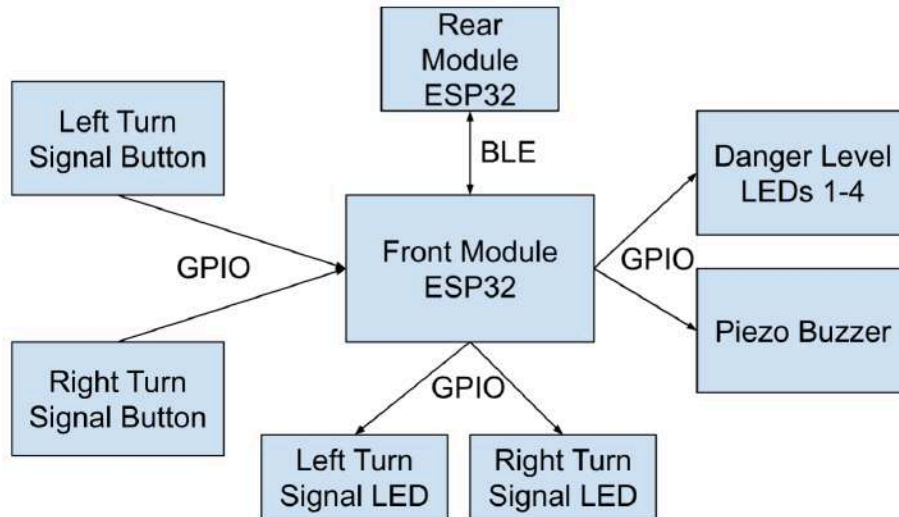 Rear
Module
ESP32
Left Turn
Signal Button
BLE
Danger Level
LEDs 1-4
GPIO
Front Module
ESP32
GPIO
Piezo Buzzer
Right Turn
Signal Button
GPIO
Left Turn
Signal LED
Right Turn
Signal LED